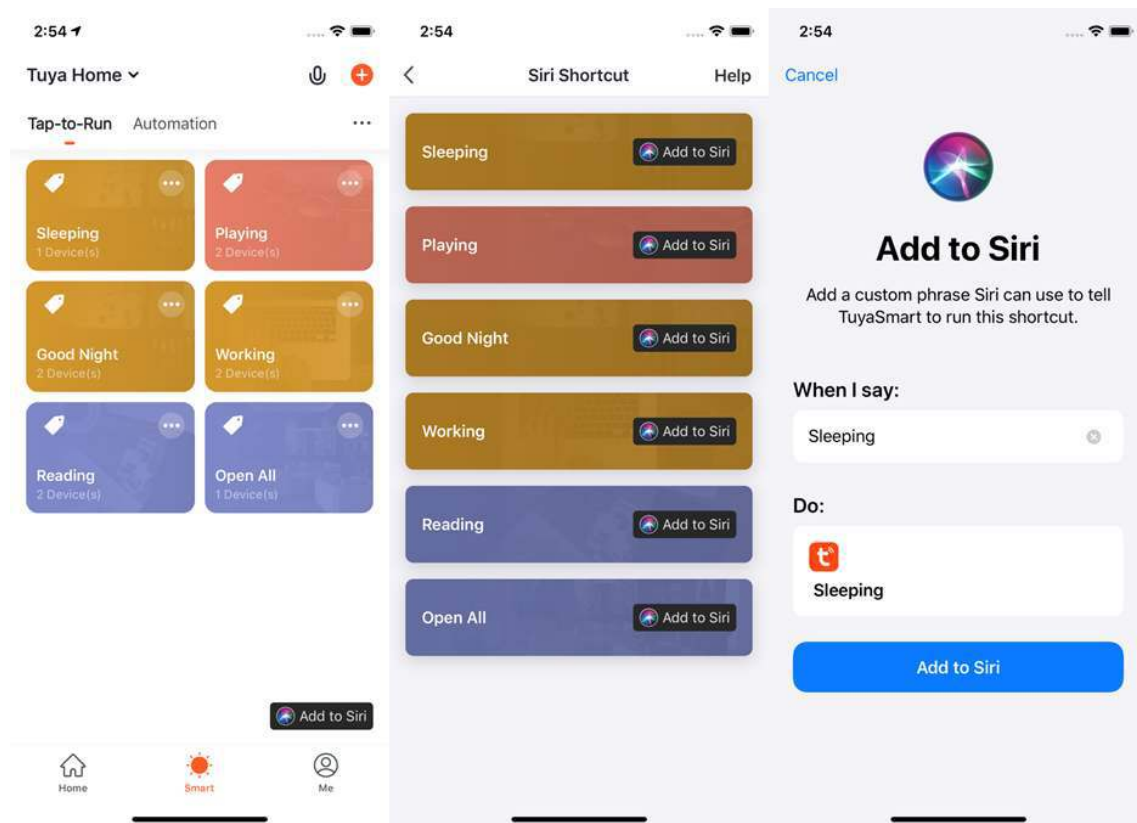 2:54
Tuya Home
Tap-to-Run Automation
Sleeping
1 Device(s)
Playing
2 Device(s)
Good Night
2 Device(s)
Working
2 Device(s)
Reading
2 Device(s)
Open All
1 Device(s)
Add to Siri
Home
Smart
Me
2:54
Siri Shortcut
Help
Sleeping
Add to Siri
Playing
Add to Siri
Good Night
Add to Siri
Working
Add to Siri
Reading
Add to Siri
Open All
Add to Siri
2:54
Cancel
Add to Siri
Add a custom phrase Siri can use to tell
TuyaSmart to run this shortcut.
When I say:
Sleeping
Do:
t
Sleeping
Add to Siri